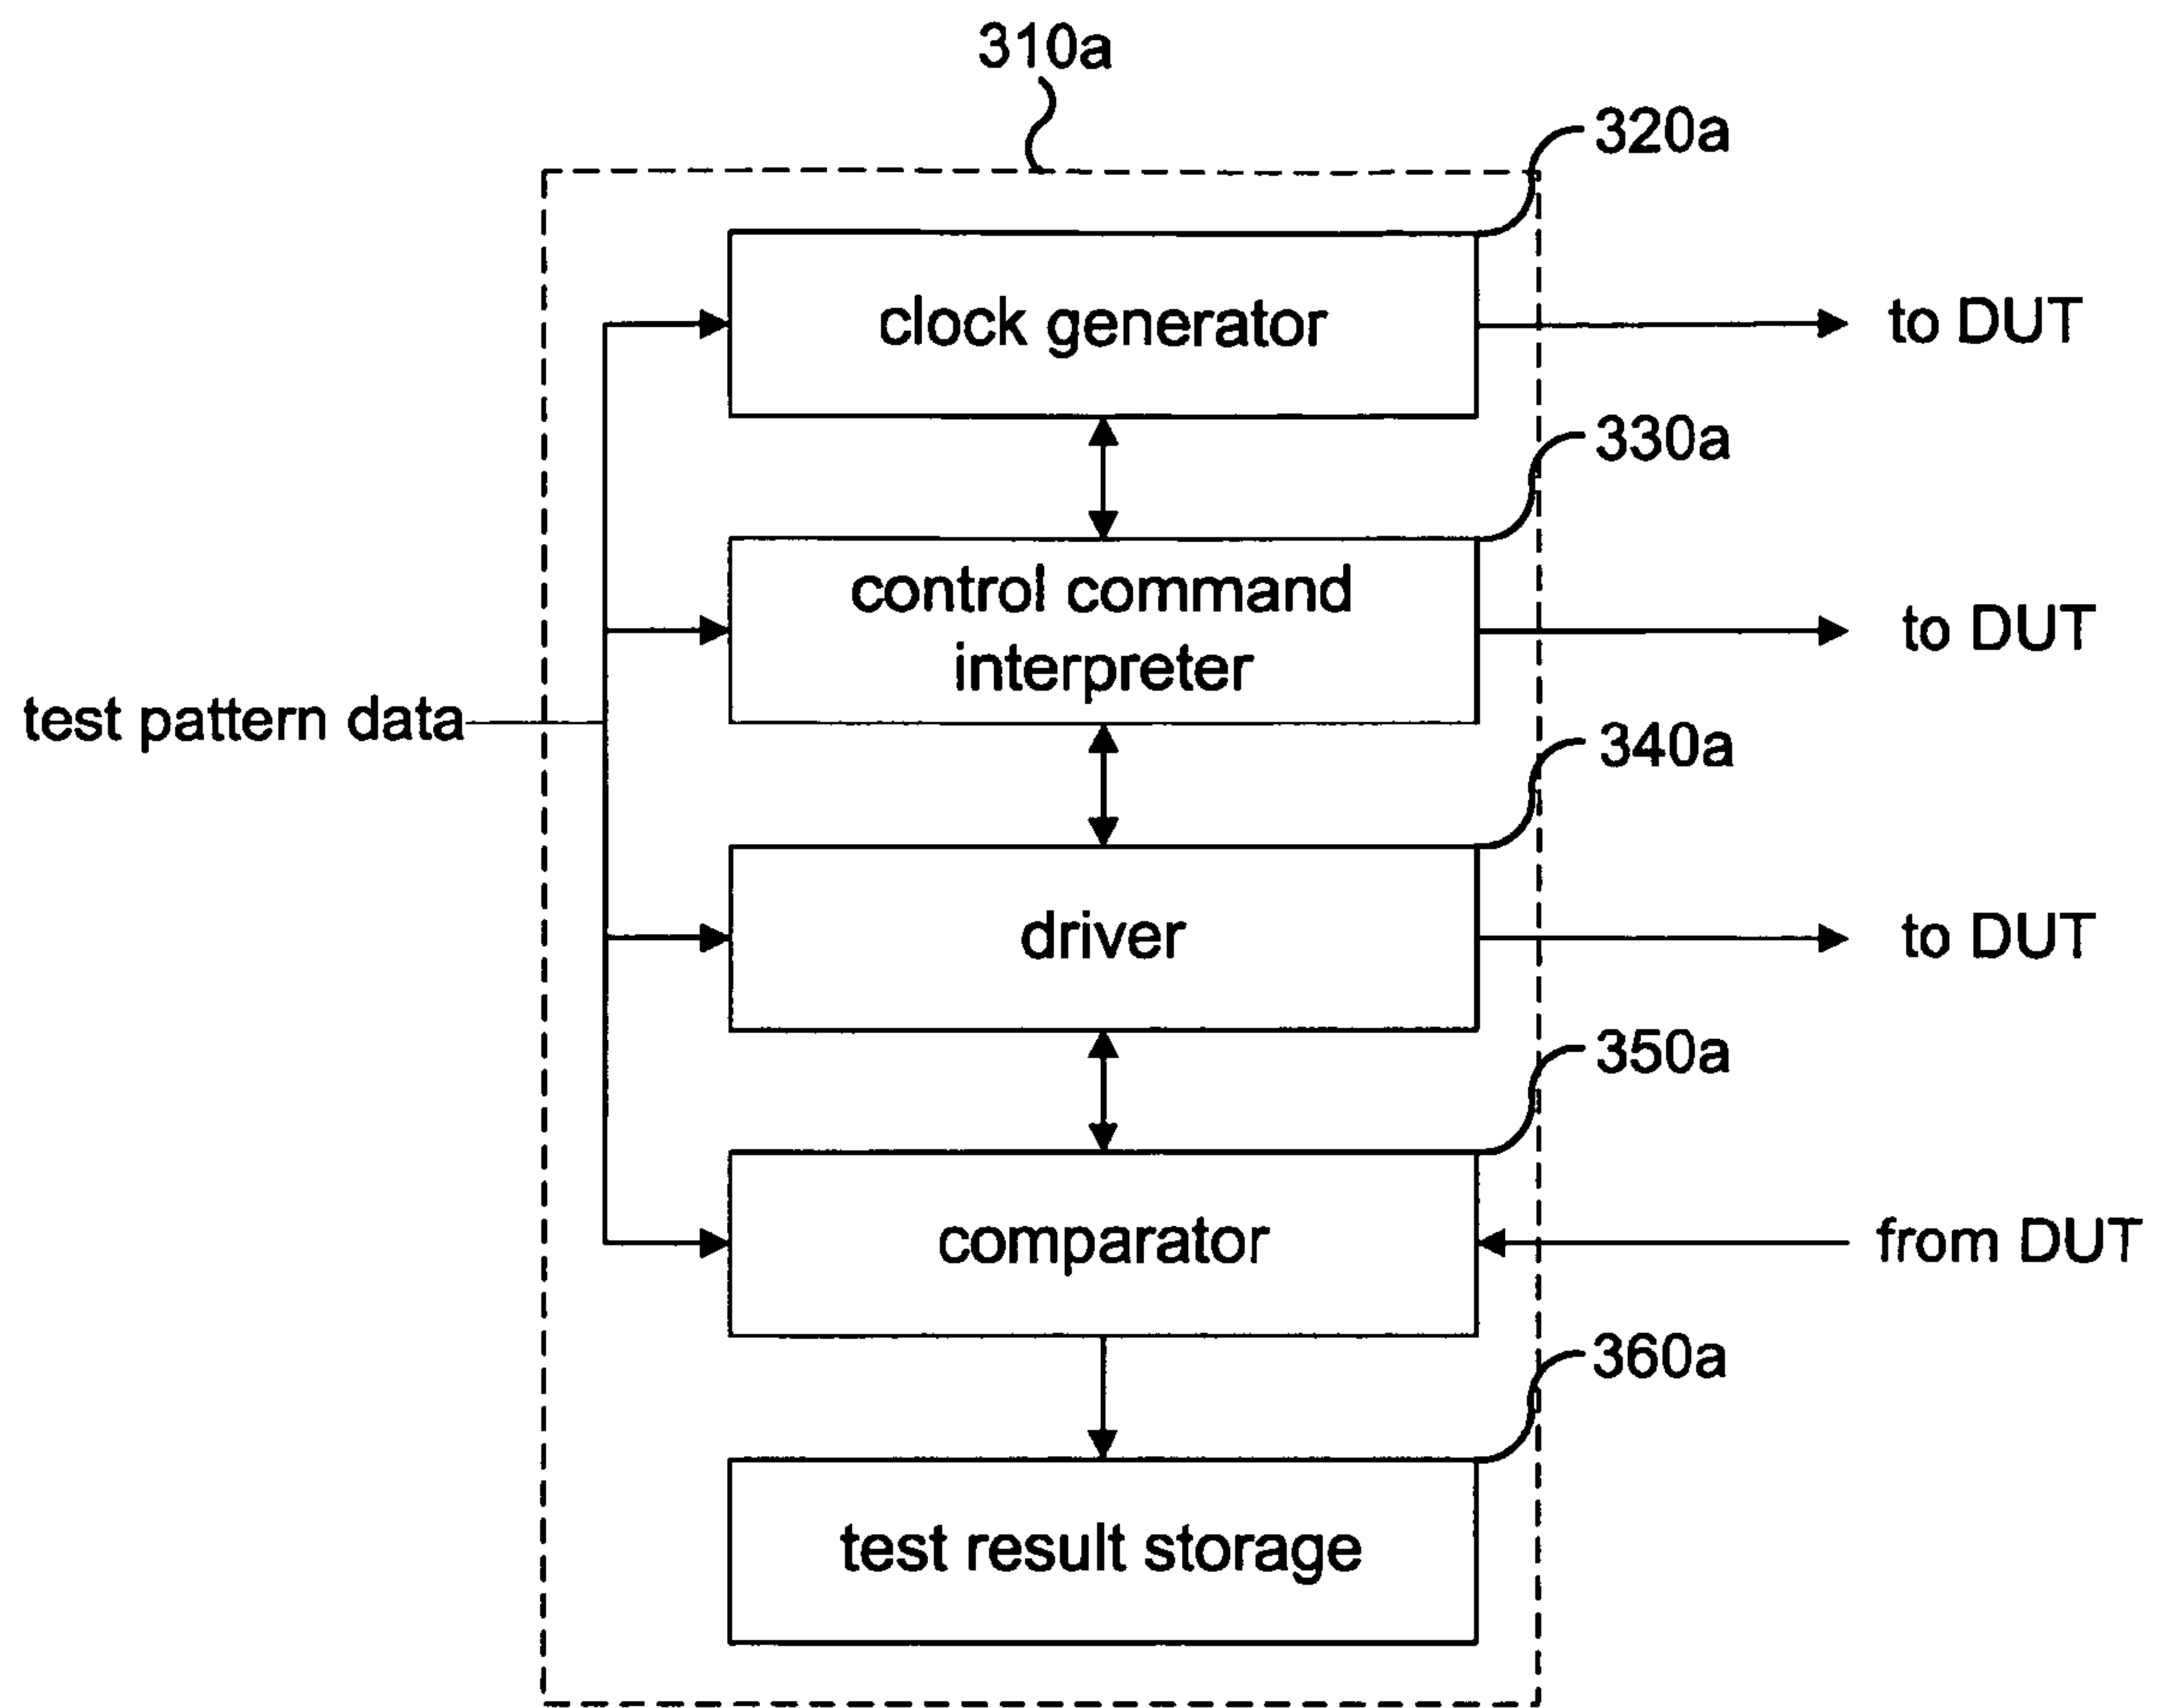 310a
320a
clock generator
to DUT
330a
control command
interpreter
to DUT
test pattern data
340a
driver
to DUT
350a
comparator
from DUT
360a
test result storage